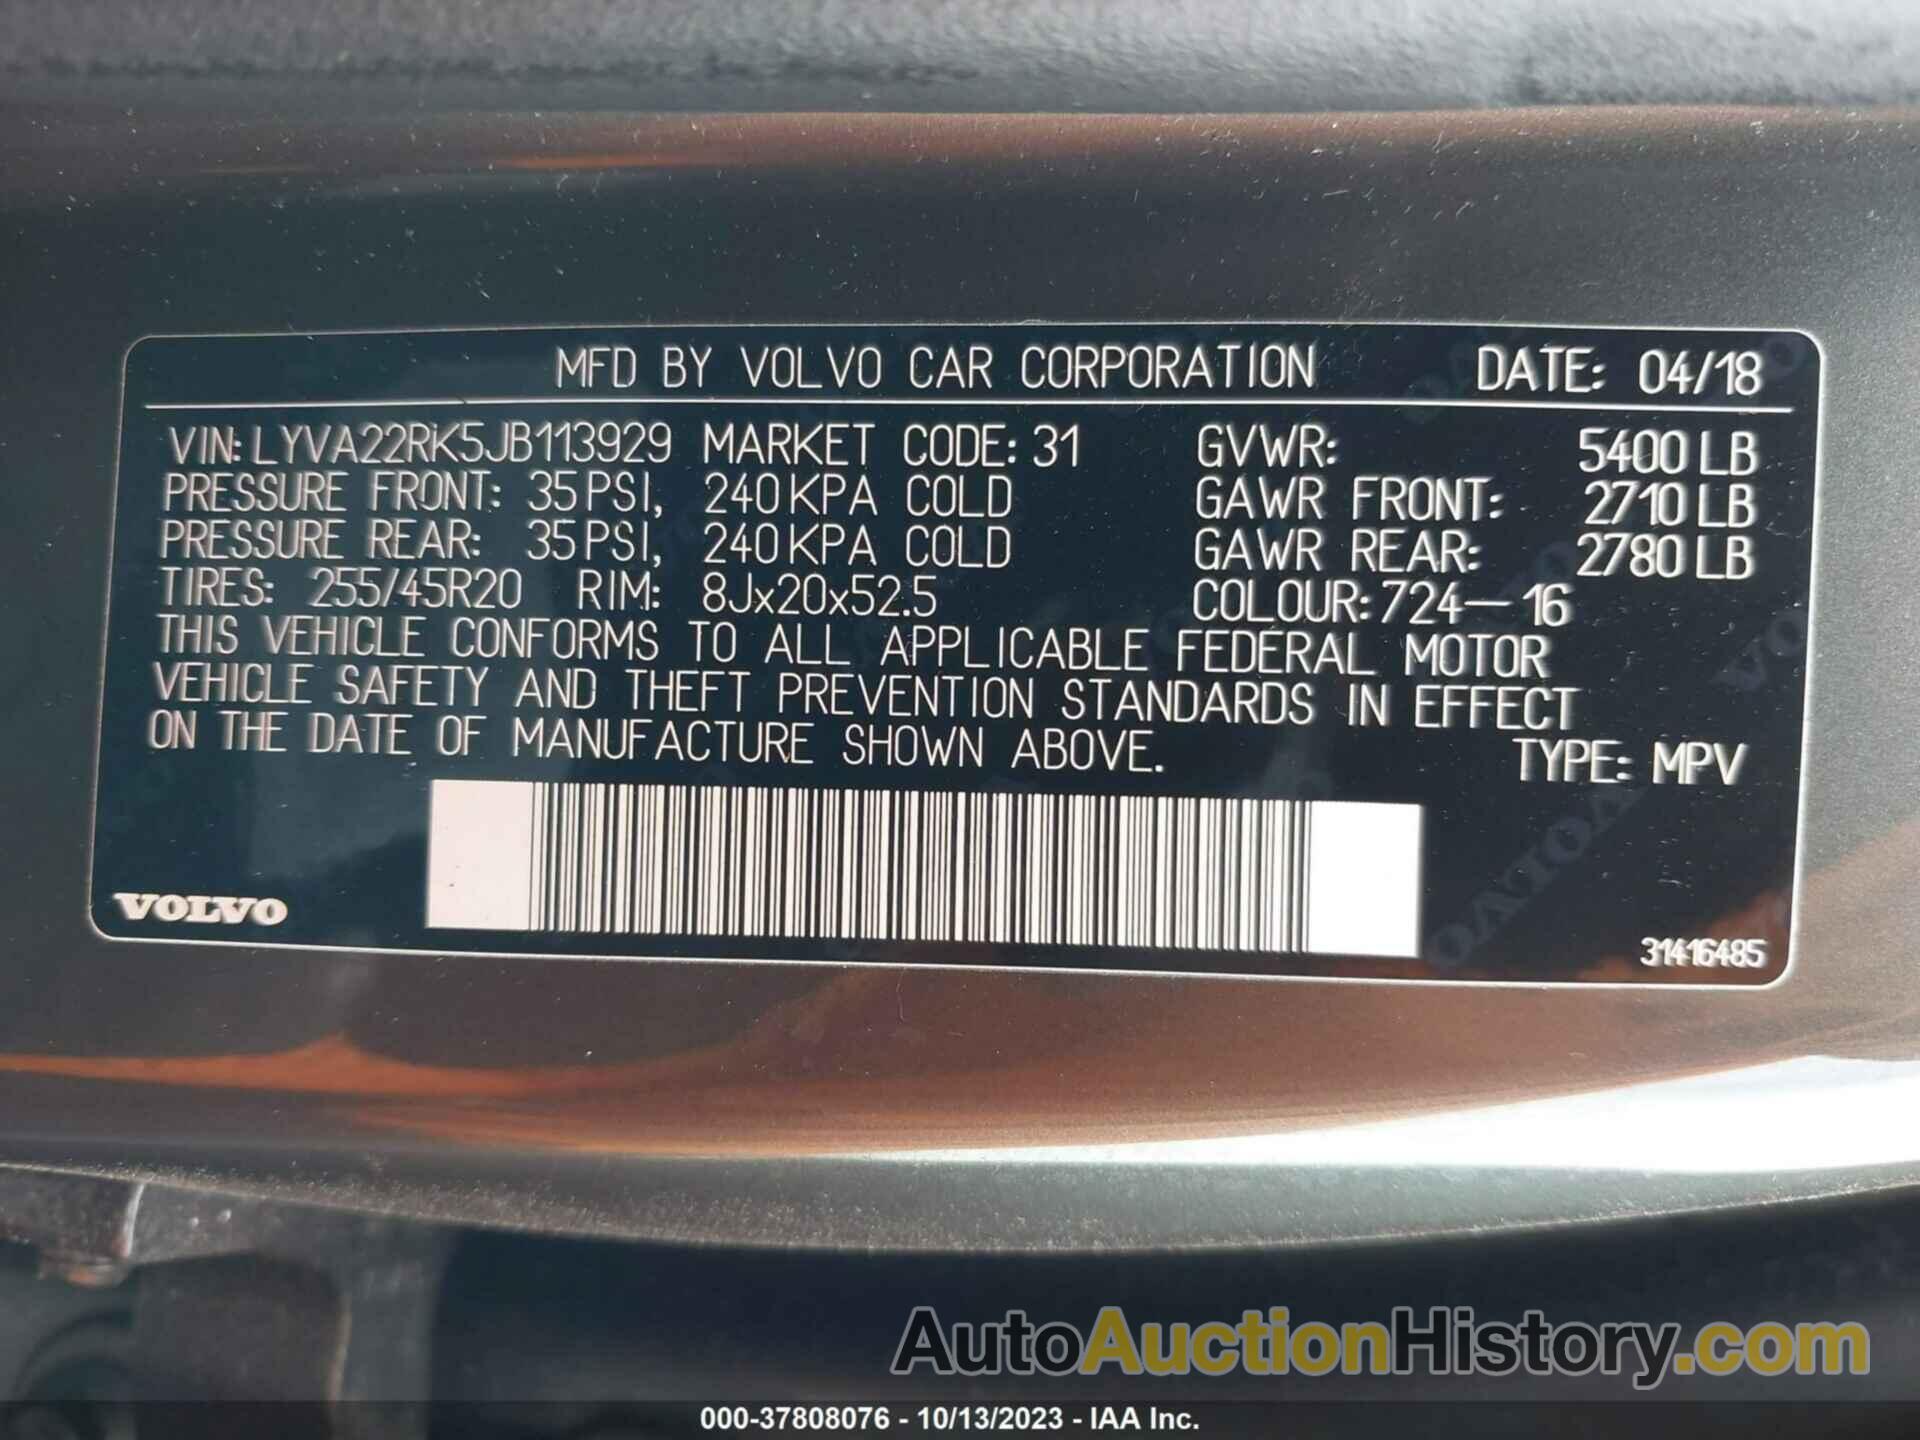 MFD BY VOLVO CAR CORPORATION DATE: 04/18
VIN: LYVA22RK5JB113929 MARKET CODE: 31 GVWR: 5400 LB
PRESSURE FRONT: 35 PSI, 240 KPA COLD GAWR FRONT: 2710 LB
PRESSURE REAR: 35 PSI, 240 KPA COLD GAWR REAR: 2780 LB
TIRES: 255/45R20 RIM: 8Jx20x52.5 COLOUR: 724-16
THIS VEHICLE CONFORMS TO ALL APPLICABLE FEDERAL MOTOR
VEHICLE SAFETY AND THEFT PREVENTION STANDARDS IN EFFECT
ON THE DATE OF MANUFACTURE SHOWN ABOVE. TYPE: MPV
VOLVO
31416485
AutoAuctionHistory.com
000-37808076 - 10/13/2023 - IAA Inc.